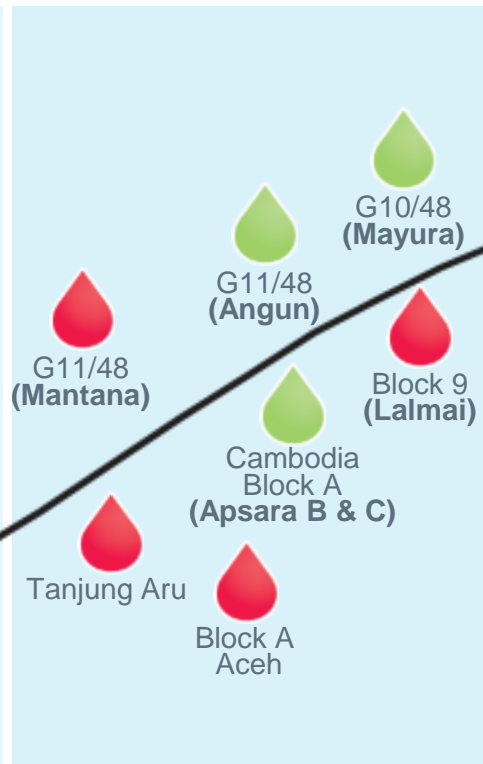 G10/48
(Mayura)
G11/48
(Angun)
G11/48
(Mantana)
Block 9
(Lalmai)
Cambodia
Block A
(Apsara B & C)
Tanjung Aru
Block A
Aceh